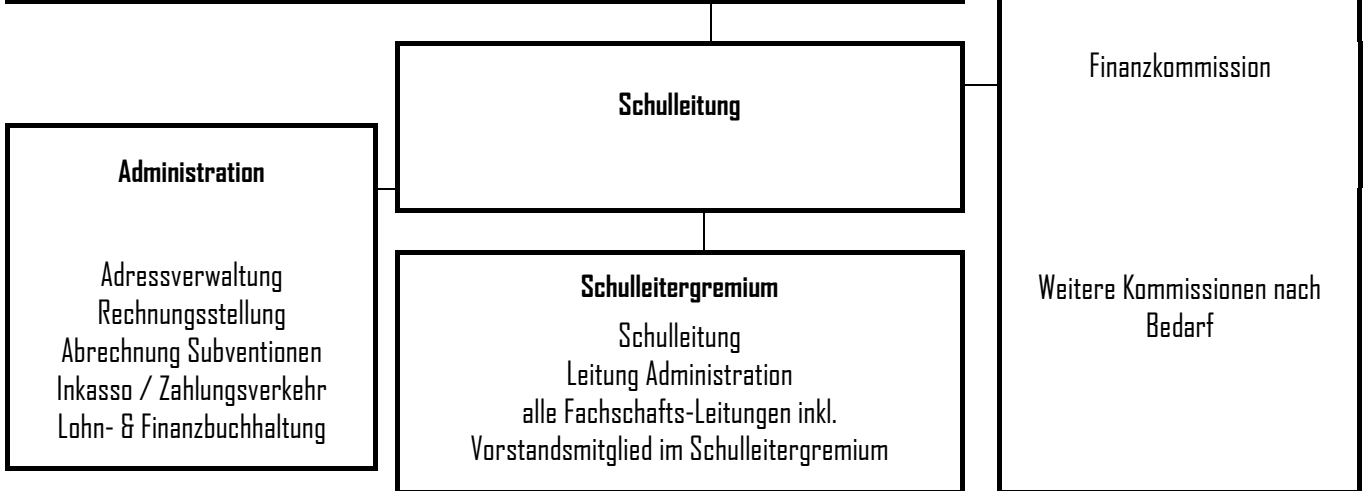 Schulleitung
Administration
Adressverwaltung
Rechnungsstellung
Abrechnung Subventionen
Inkasso / Zahlungsverkehr
Lohn- & Finanzbuchhaltung
Schulleitergremium
Schulleitung
Leitung Administration
alle Fachschafts-Leitungen inkl.
Vorstandsmitglied im Schulleitergremium
Finanzkommission
Weitere Kommissionen nach
Bedarf